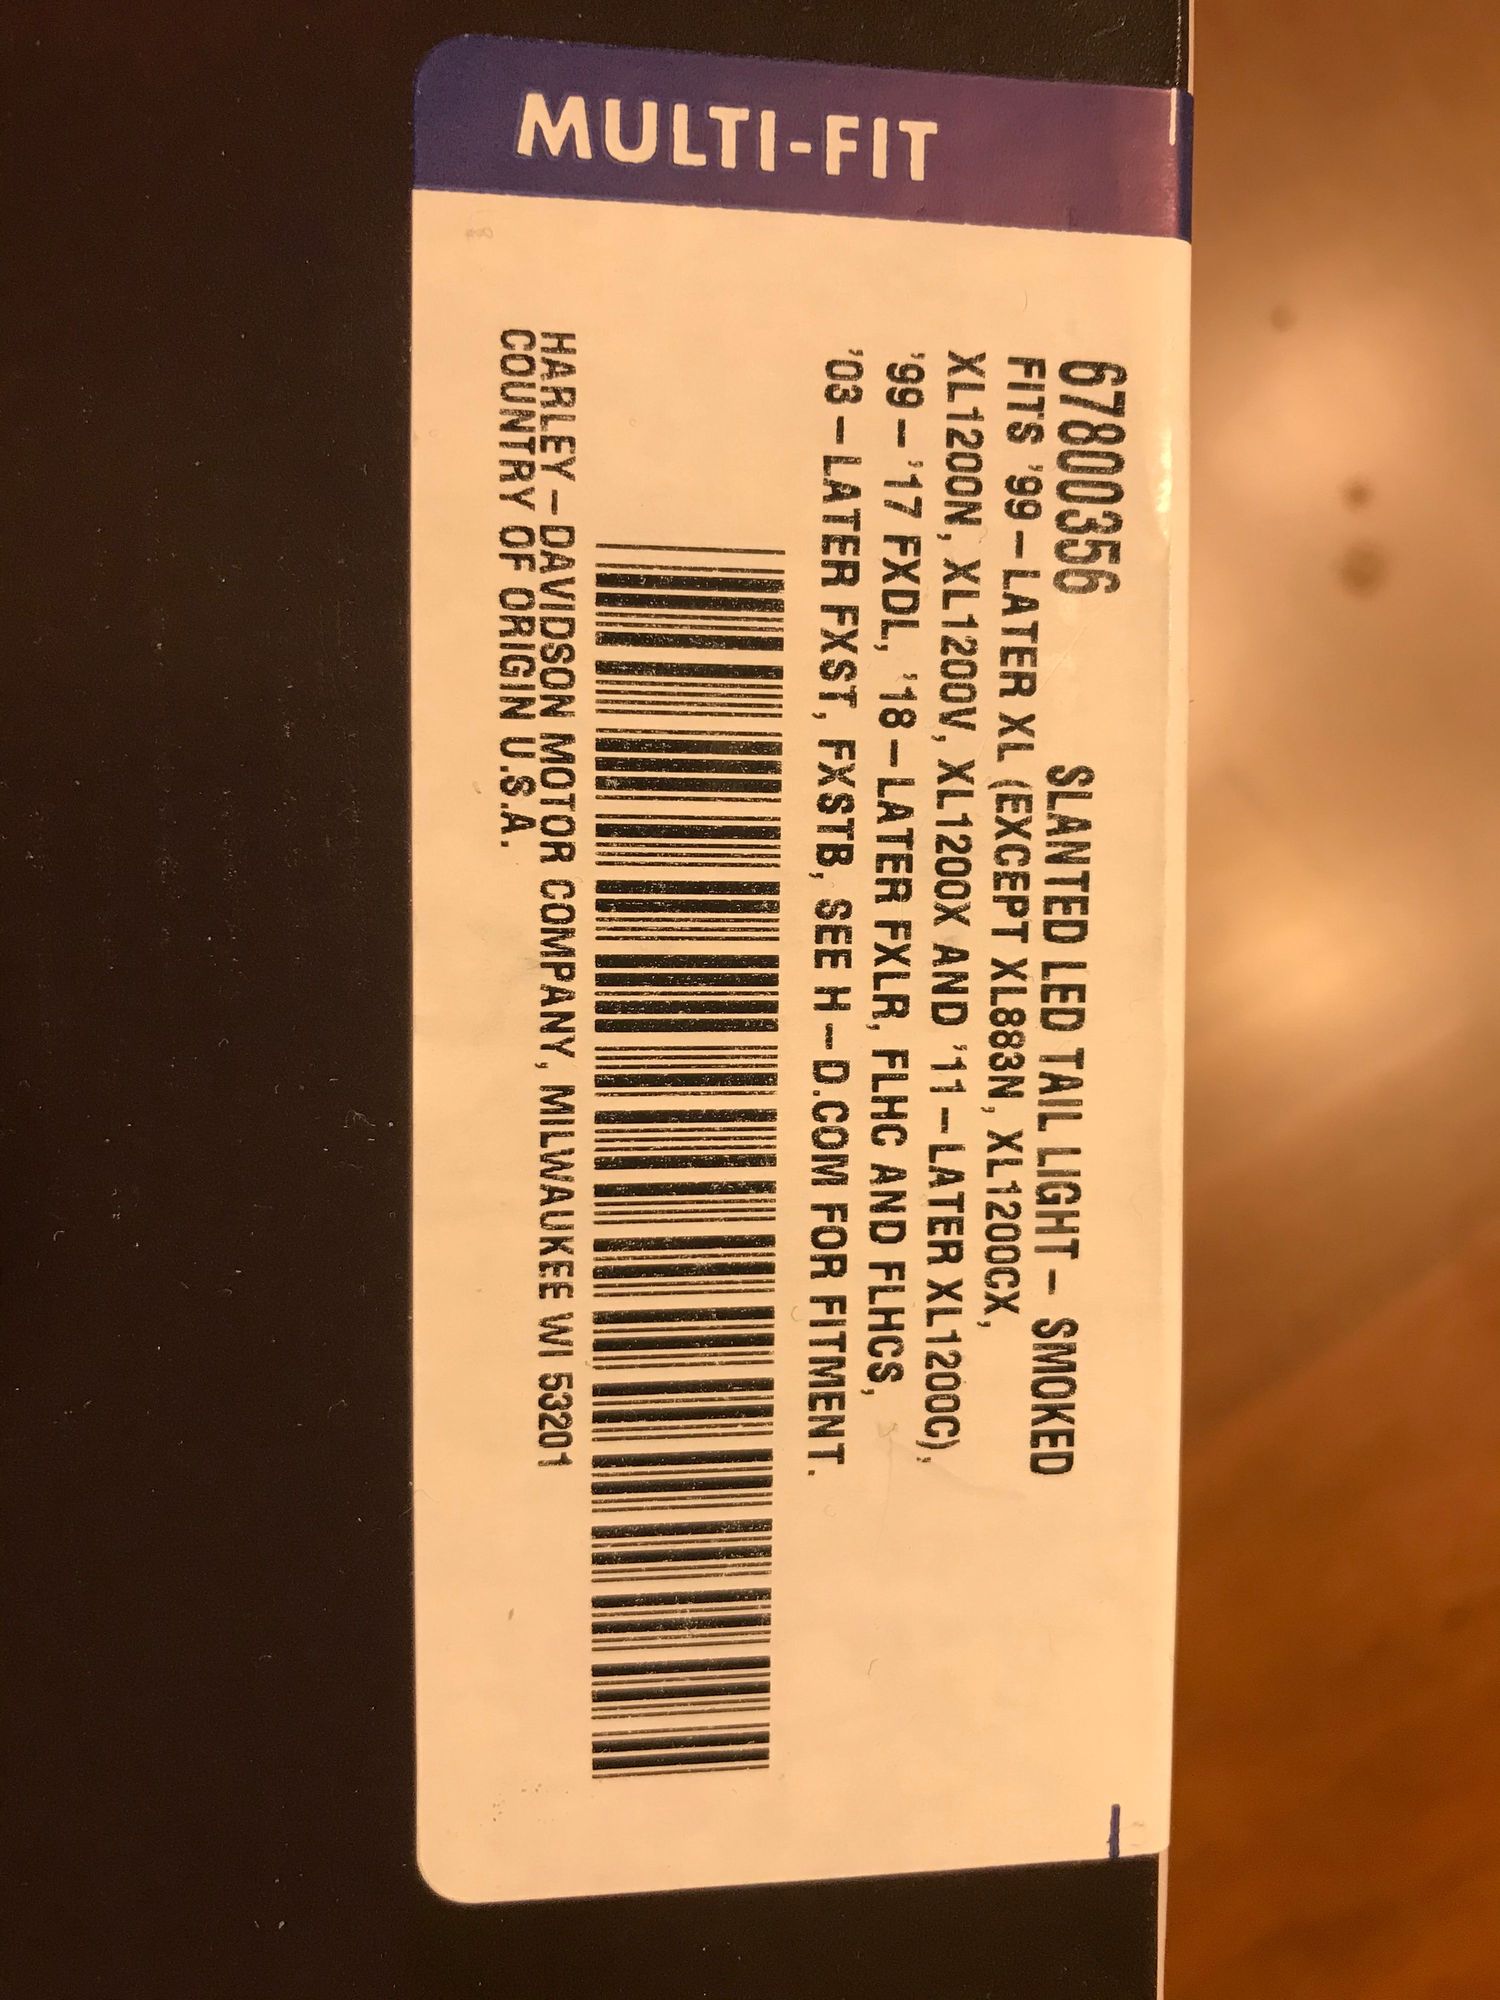 MULTI-FIT
67800356
SLANTED LED TAIL LIGHT - SMOKED
FITS '99-LATER XL (EXCEPT XL883N, XL1200CX,
XL1200N, XL1200V, XL1200X AND '11-LATER XL1200C),
'99-'17 FXDL, '18-LATER FXLR, FLHC AND FLHCS,
'03-LATER FXST, FXSTB, SEE H-D.COM FOR FITMENT.
HARLEY-DAVIDSON MOTOR COMPANY, MILWAUKEE WI 53201
COUNTRY OF ORIGIN U.S.A.